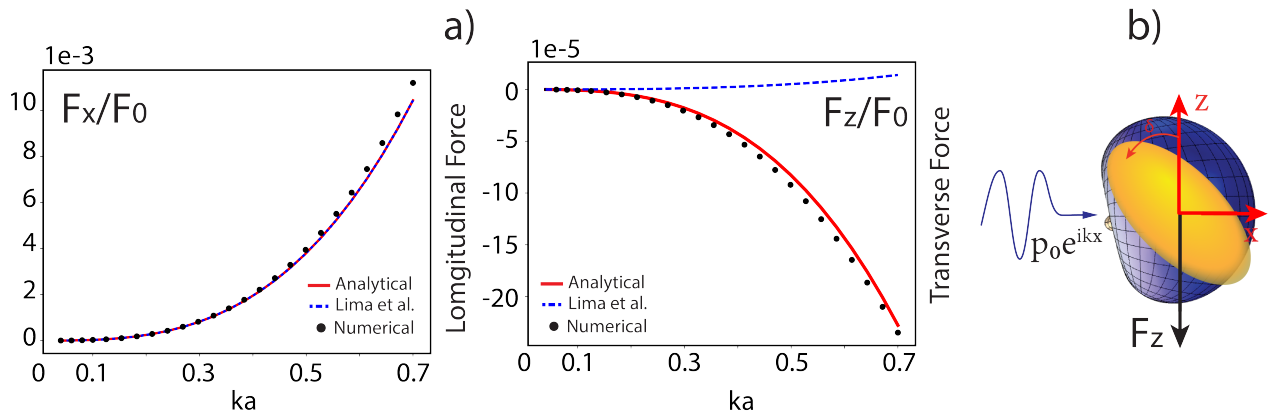 a)
b)
1e-3
Fx/F0
10
8
6
4
2
0
Analytical
Lima et al.
Numerical
0 0.1 0.3 0.5 0.7
ka
Lomgitudinal Force
1e-5
Fz/F0
0
-5
-10
-15
-20
Analytical
Lima et al.
Numerical
0 0.1 0.3 0.5 0.7
ka
Transverse Force
z
x
p₀eikx
Fz